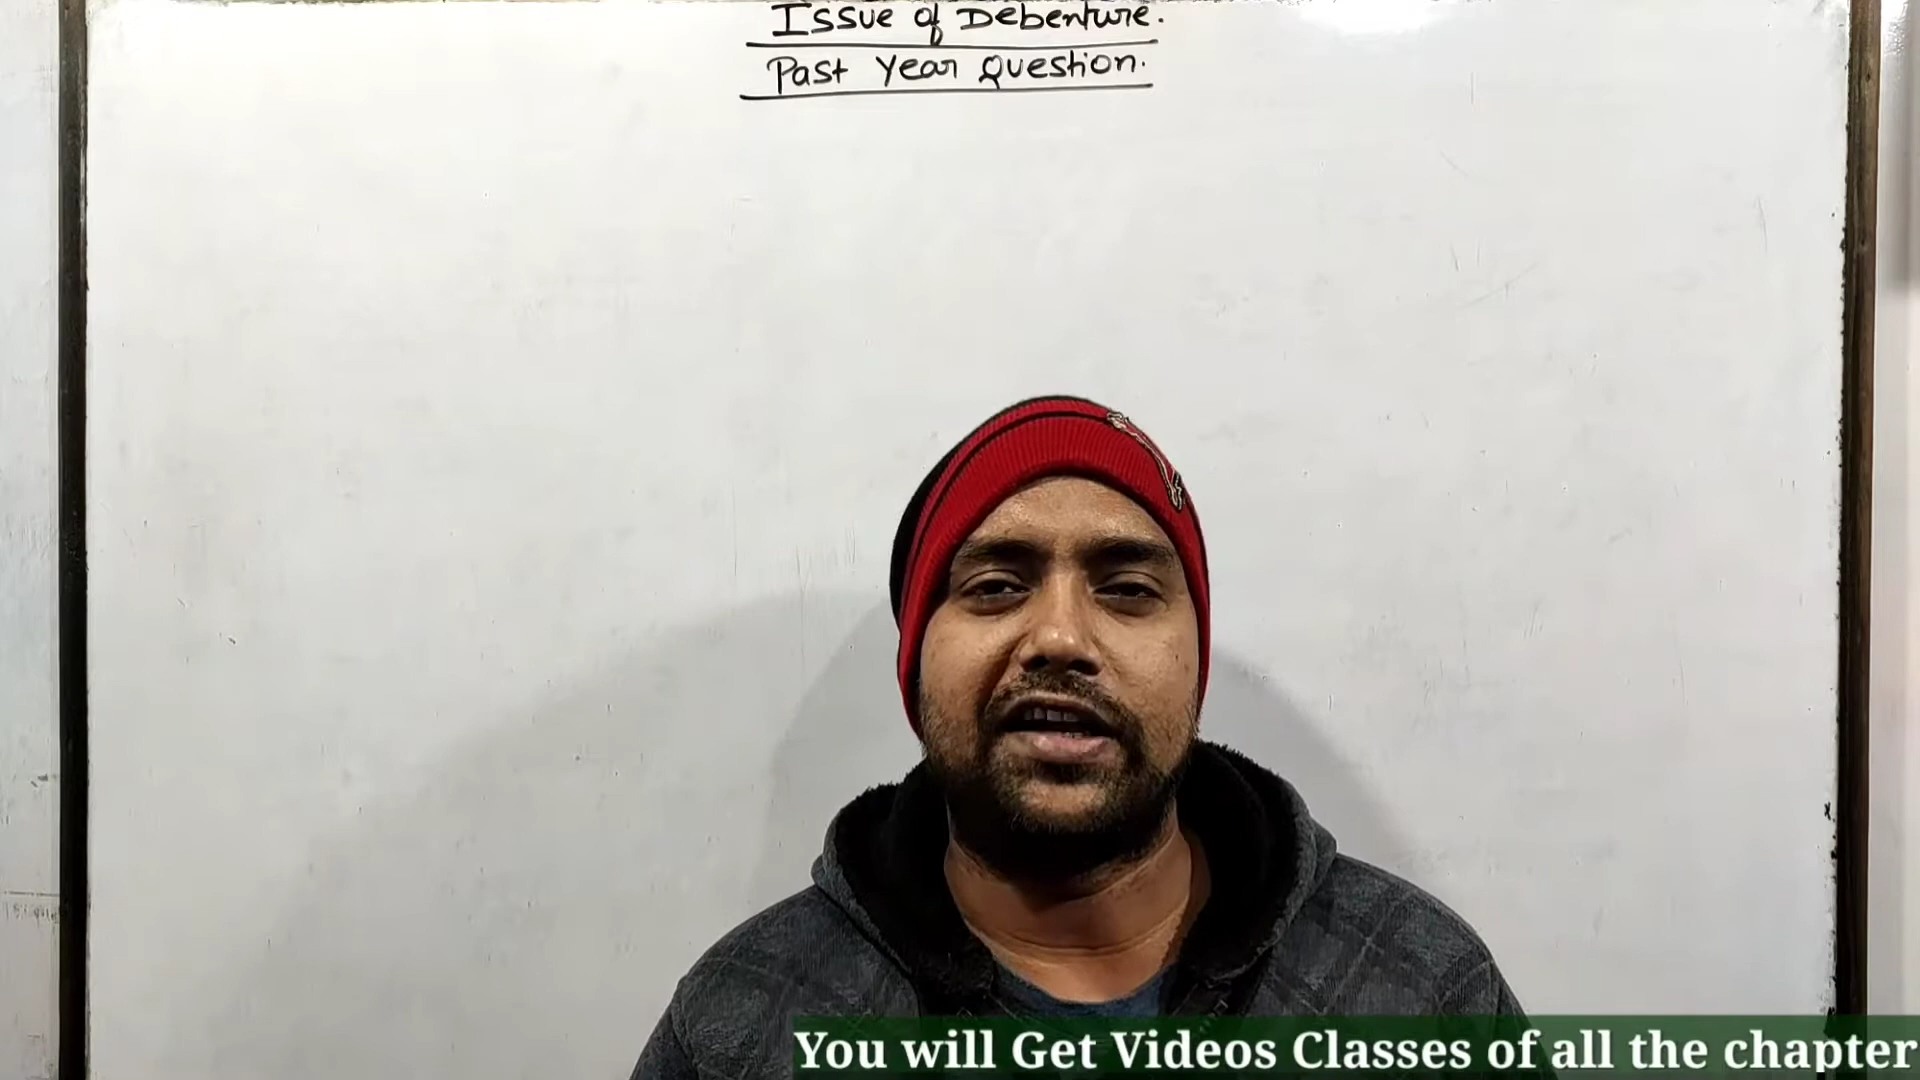 Issue of Debenture.
Past Year Question.
You will Get Videos Classes of all the chapter